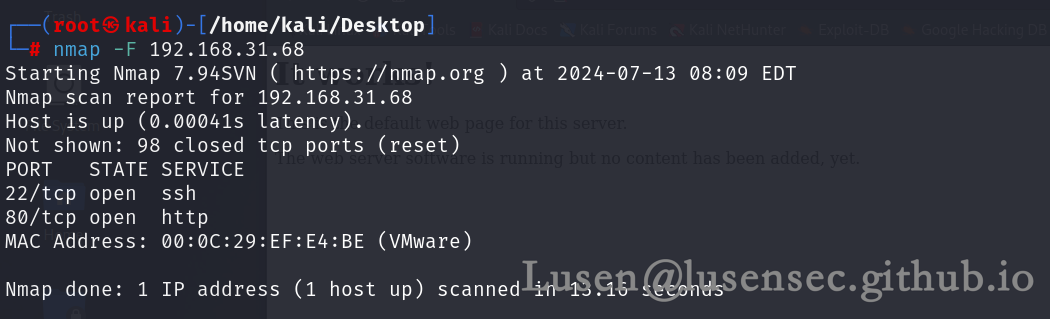 ┌──(root㉿kali)-[/home/kali/Desktop]
└─# nmap -F 192.168.31.68
Starting Nmap 7.94SVN ( https://nmap.org ) at 2024-07-13 08:09 EDT
Nmap scan report for 192.168.31.68
Host is up (0.00041s latency).
Not shown: 98 closed tcp ports (reset)
PORT   STATE SERVICE
22/tcp open  ssh
80/tcp open  http
MAC Address: 00:0C:29:EF:E4:BE (VMware)
Nmap done: 1 IP address (1 host up) scanned in 13.16 seconds
Lusen@lusensec.github.io
Kali Docs Kali Forums Kali NetHunter Exploit-DB Google Hacking DB
default web page for this server.
The web server software is running but no content has been added, yet.